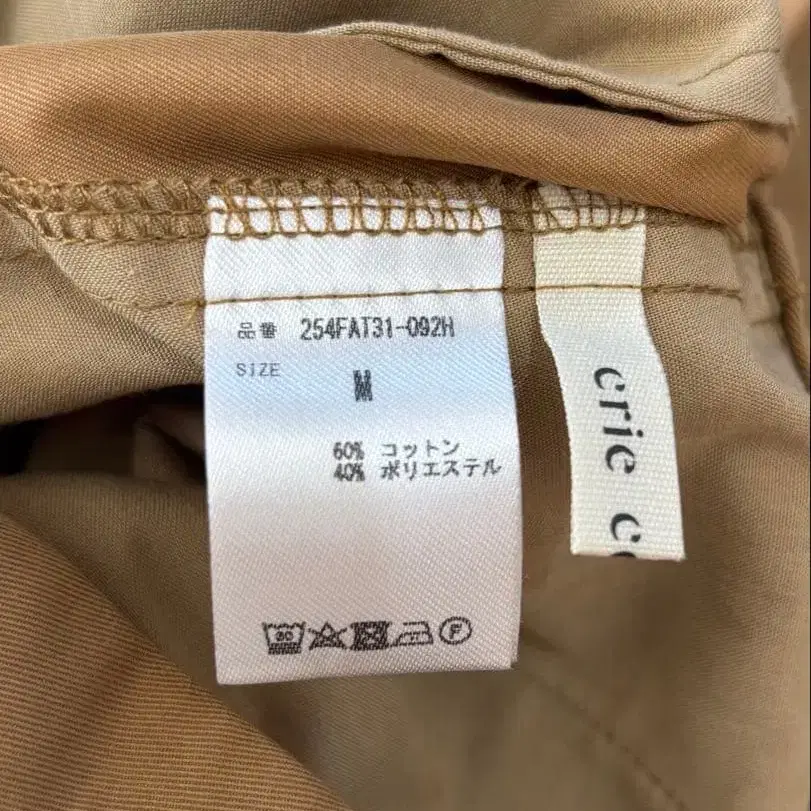 品番 254FAT31-092H
SIZE M
60% コットン
40% ポリエステル
F
crie